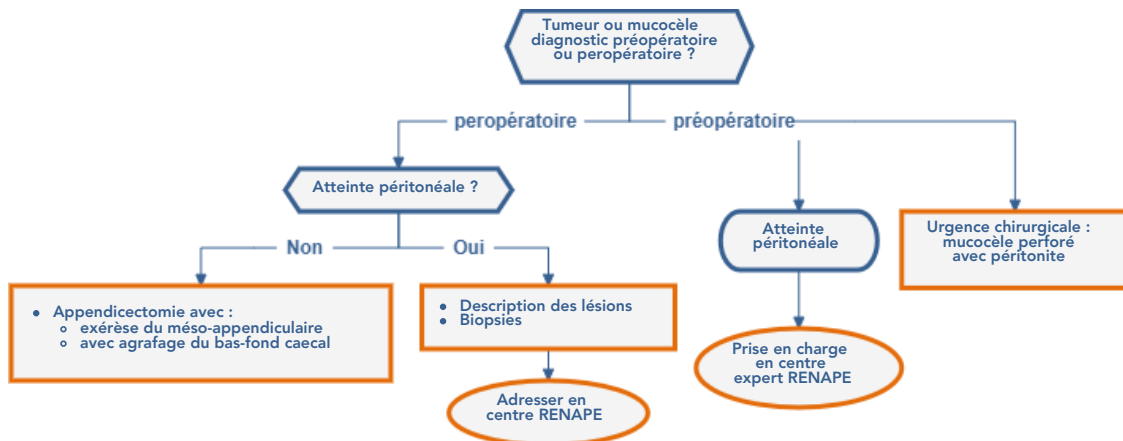 Tumeur ou mucocèle
diagnostic préopératoire
ou peropératoire ?
peropératoire
préopératoire
Atteinte péritonéale ?
Non
Oui
Atteinte
péritonéale
Urgence chirurgicale :
mucocèle perforé
avec péritonite
• Appendicectomie avec :
o exérèse du méso-appendiculaire
o avec agrafage du bas-fond caecal
• Description des lésions
• Biopsies
Prise en charge
en centre
expert RENAPE
Adresser en
centre RENAPE